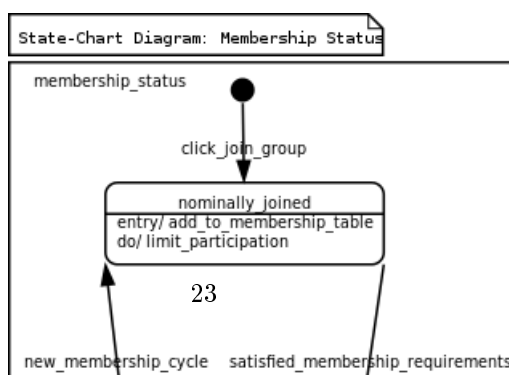 State-Chart Diagram: Membership Status
membership_status
click_join_group
nominally_joined
entry/ add_to_membership_table
do/ limit_participation
23
new_membership_cycle satisfied_membership_requirements